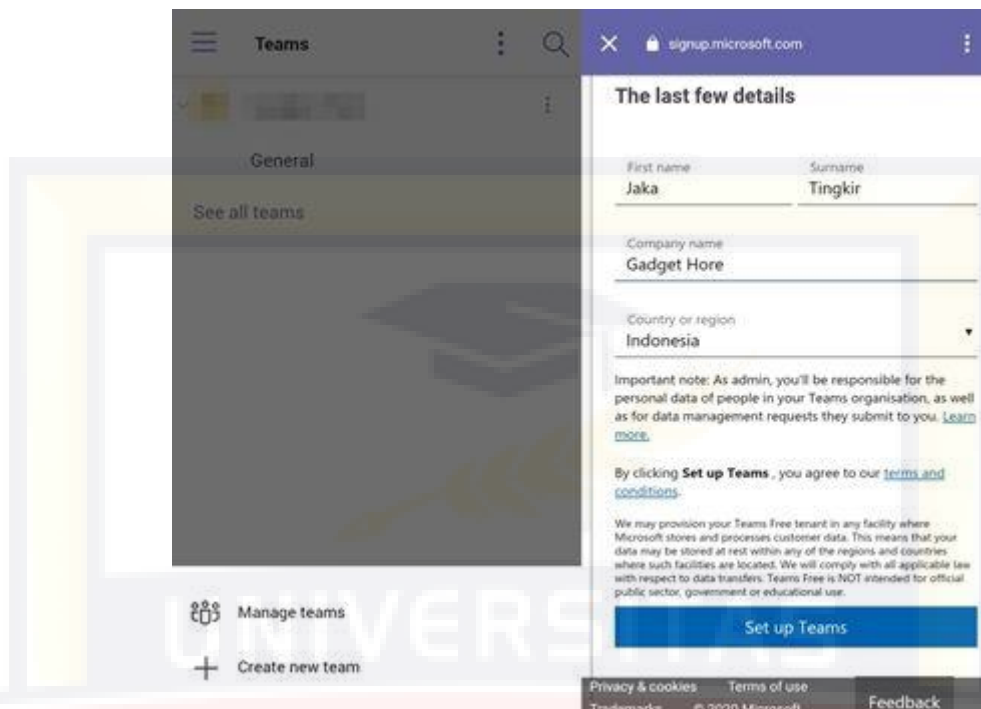 Teams
General
See all teams
Manage teams
Create new team
signup.microsoft.com
The last few details
First name
Surname
Jaka
Tingkir
Company name
Gadget Hore
Country or region
Indonesia
Important note: As admin, you'll be responsible for the
personal data of people in your Teams organisation, as well
as for data management requests they submit to you. Learn
more.
By clicking Set up Teams , you agree to our terms and
conditions.
We may provision your Teams Free tenant in any facility where
Microsoft stores and processes customer data. This means that your
data may be stored at rest within any of the regions and countries
where such facilities are located. We will comply with all applicable law
with respect to data transfers. Teams Free is NOT intended for official
public sector, government or educational use.
Set up Teams
Privacy & cookies Terms of use
Trademarks © 2020 Microsoft
Feedback
UNIVERSITAS